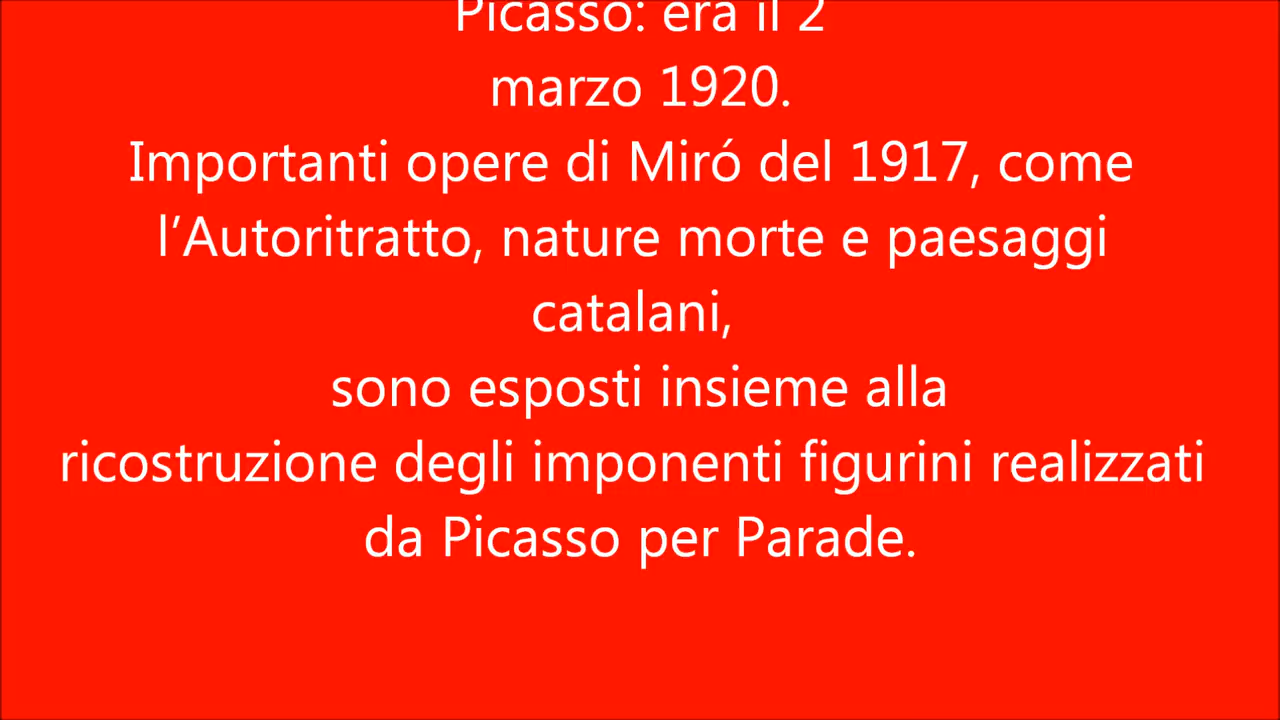 Picasso: era il 2
marzo 1920.
Importanti opere di Miró del 1917, come
l’Autoritratto, nature morte e paesaggi
catalani,
sono esposti insieme alla
ricostruzione degli imponenti figurini realizzati
da Picasso per Parade.